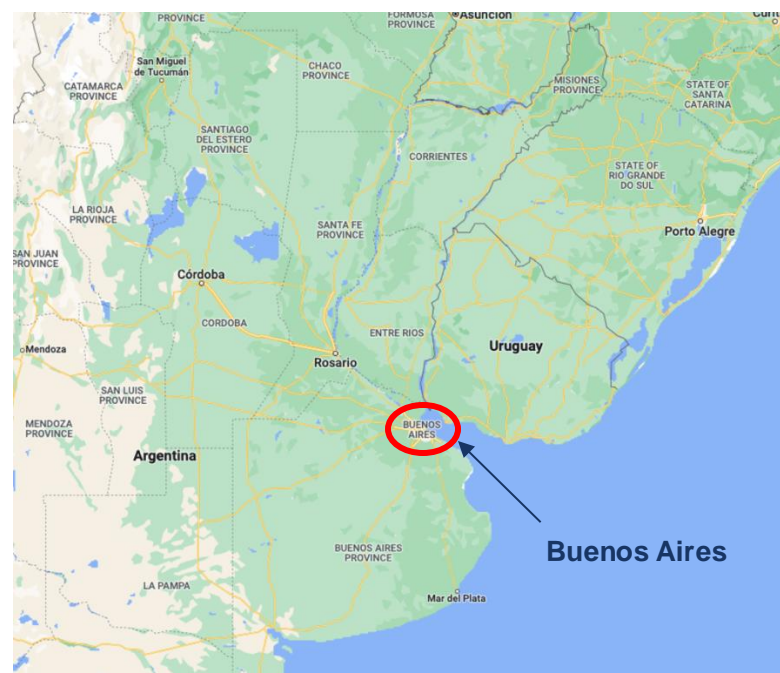 PROVINCE
FORMOSA
PROVINCE
Asunción
San Miguel
de Tucumán
CHACO
PROVINCE
CATAMARCA
PROVINCE
MISIONES
PROVINCE
STATE OF
SANTA
CATARINA
SANTIAGO
DEL ESTERO
PROVINCE
CORRIENTES
STATE OF
RIO GRANDE
DO SUL
LA RIOJA
PROVINCE
SANTA FE
PROVINCE
Porto Alegre
SAN JUAN
PROVINCE
Córdoba
CORDOBA
ENTRE RIOS
Uruguay
Mendoza
Rosario
SAN LUIS
PROVINCE
MENDOZA
PROVINCE
BUENOS
AIRES
Argentina
Buenos Aires
BUENOS AIRES
PROVINCE
LA PAMPA
Mar del Plata